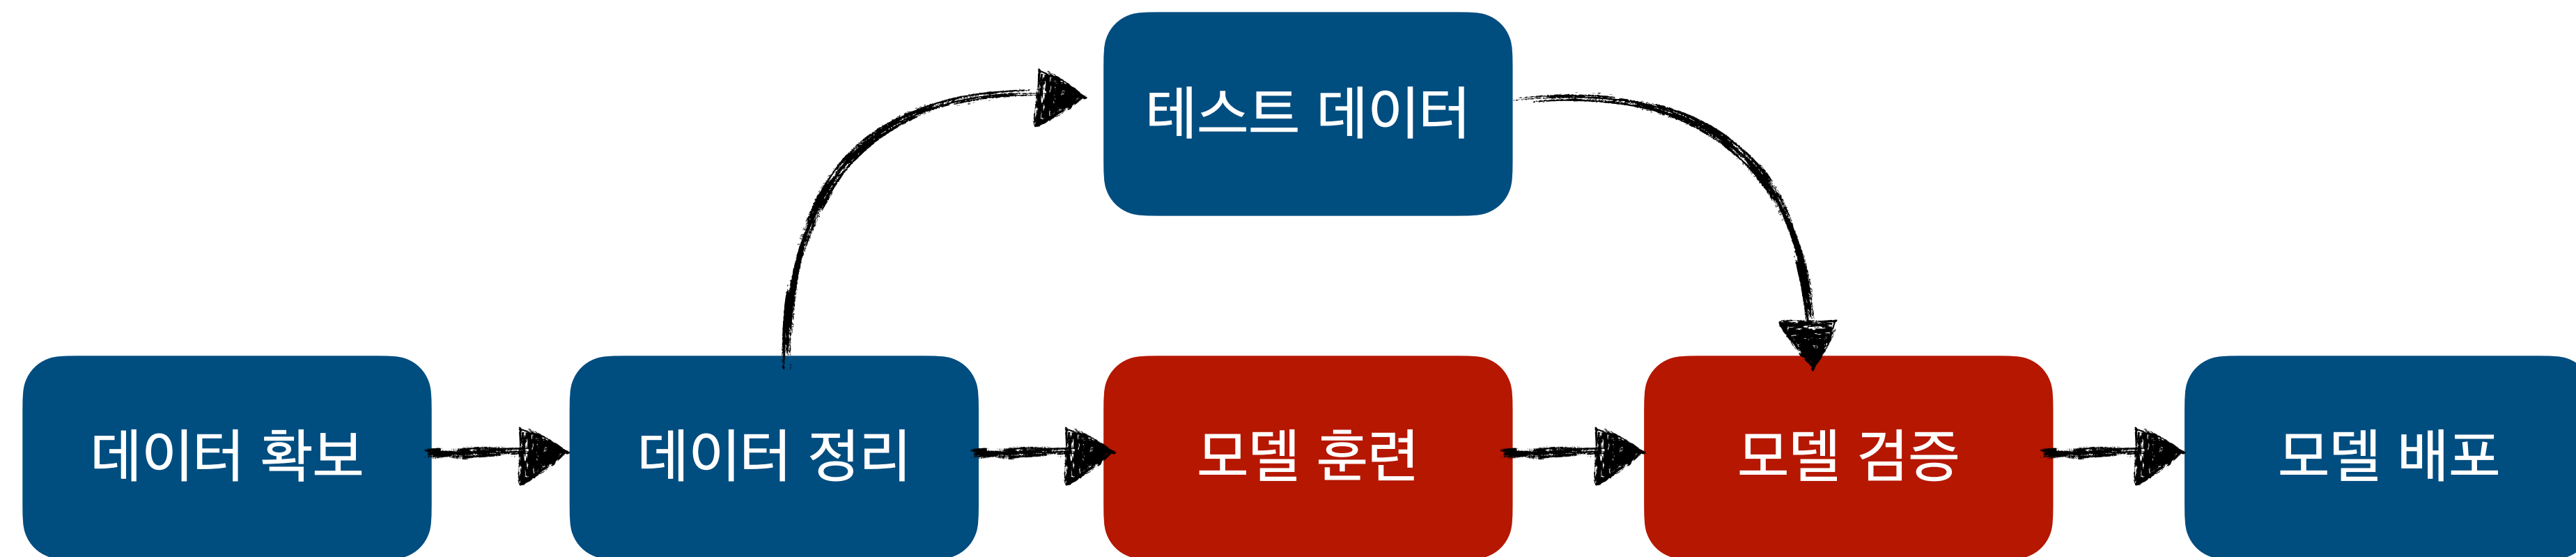 테스트 데이터
데이터 확보
데이터 정리
모델 훈련
모델 검증
모델 배포